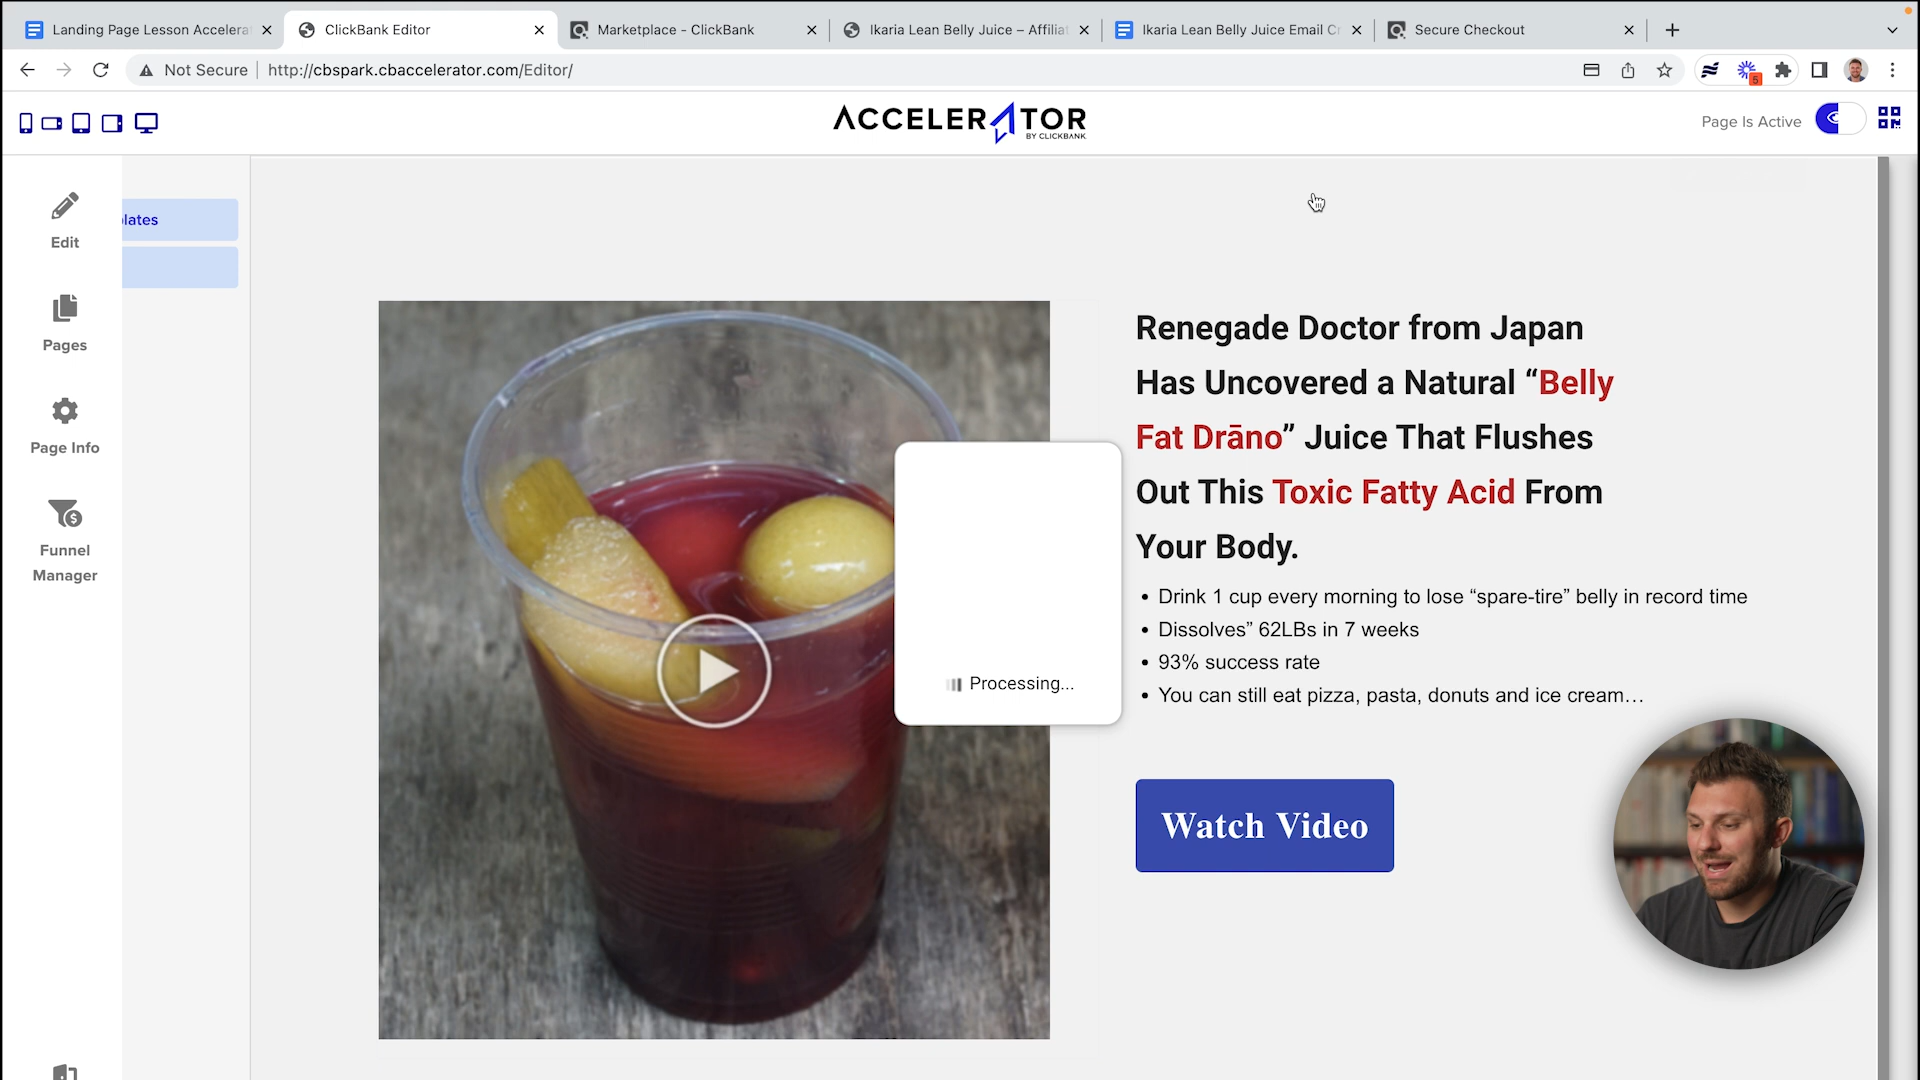 Landing Page Lesson Accelera
ClickBank Editor
Marketplace - ClickBank
Ikaria Lean Belly Juice – Affiliat
Ikaria Lean Belly Juice Email Cr
Secure Checkout
Not Secure
http://cbspark.cbaccelerator.com/Editor/
5
ACCELERATOR
BY CLICKBANK
Page Is Active
Edit
Pages
Page Info
Funnel
Manager
lates
Renegade Doctor from Japan
Has Uncovered a Natural “Belly
Fat Drāno” Juice That Flushes
Out This Toxic Fatty Acid From
Your Body.
• Drink 1 cup every morning to lose “spare-tire” belly in record time
• Dissolves” 62LBs in 7 weeks
• 93% success rate
• You can still eat pizza, pasta, donuts and ice cream…
Processing...
Watch Video